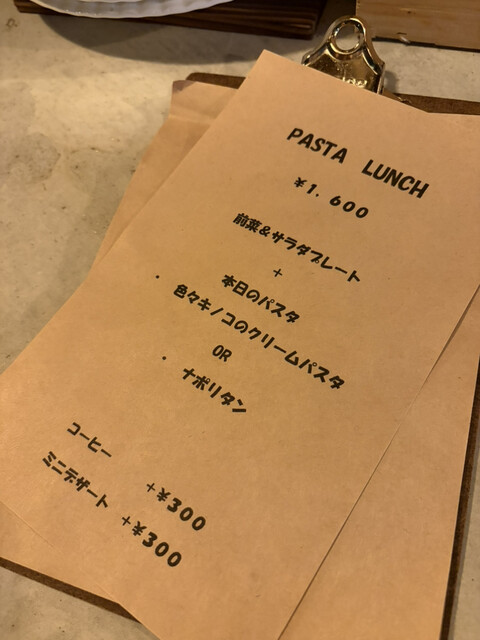 PASTA LUNCH
¥1,600
前菜&サラダプレート
+
・ 本日のパスタ
色々キノコのクリームパスタ
OR
・ ナポリタン
コーヒー +¥300
ミニデザート +¥300